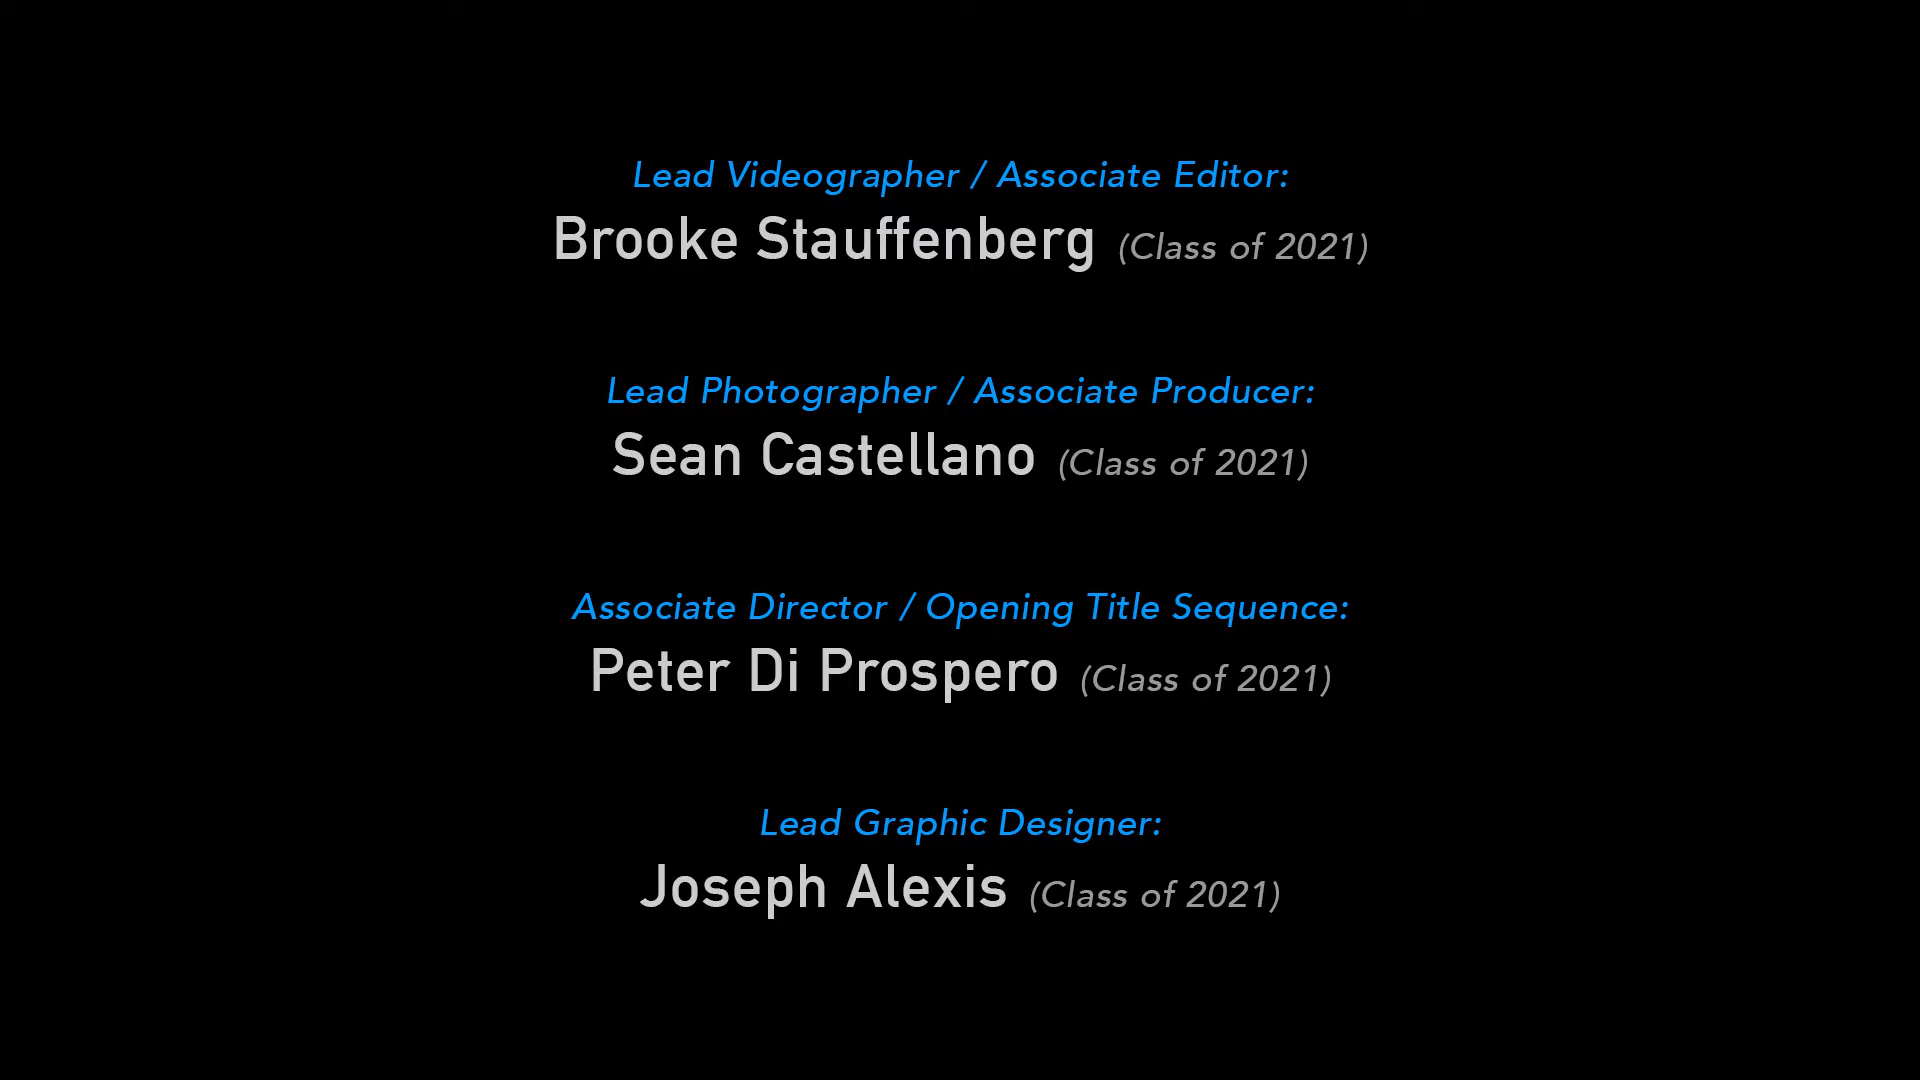 Lead Videographer / Associate Editor:
Brooke Stauffenberg (Class of 2021)
Lead Photographer / Associate Producer:
Sean Castellano (Class of 2021)
Associate Director / Opening Title Sequence:
Peter Di Prospero (Class of 2021)
Lead Graphic Designer:
Joseph Alexis (Class of 2021)